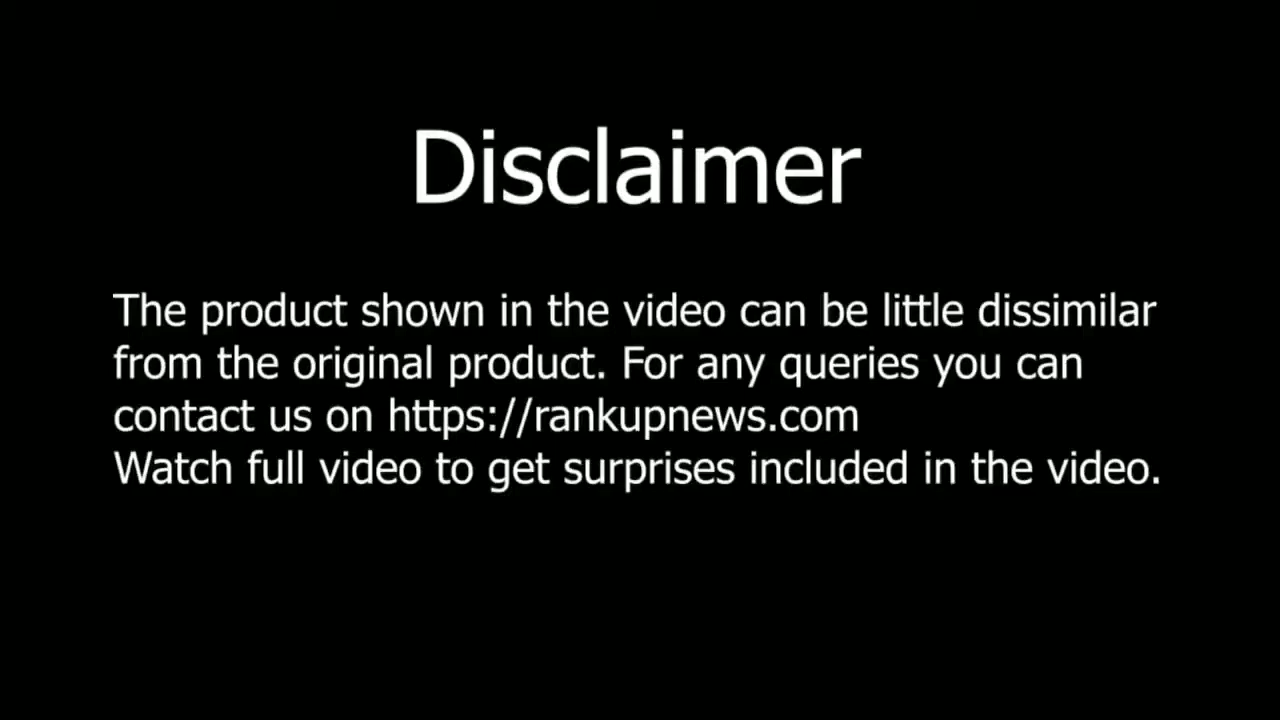 Disclaimer
The product shown in the video can be little dissimilar
from the original product. For any queries you can
contact us on https://rankupnews.com
Watch full video to get surprises included in the video.